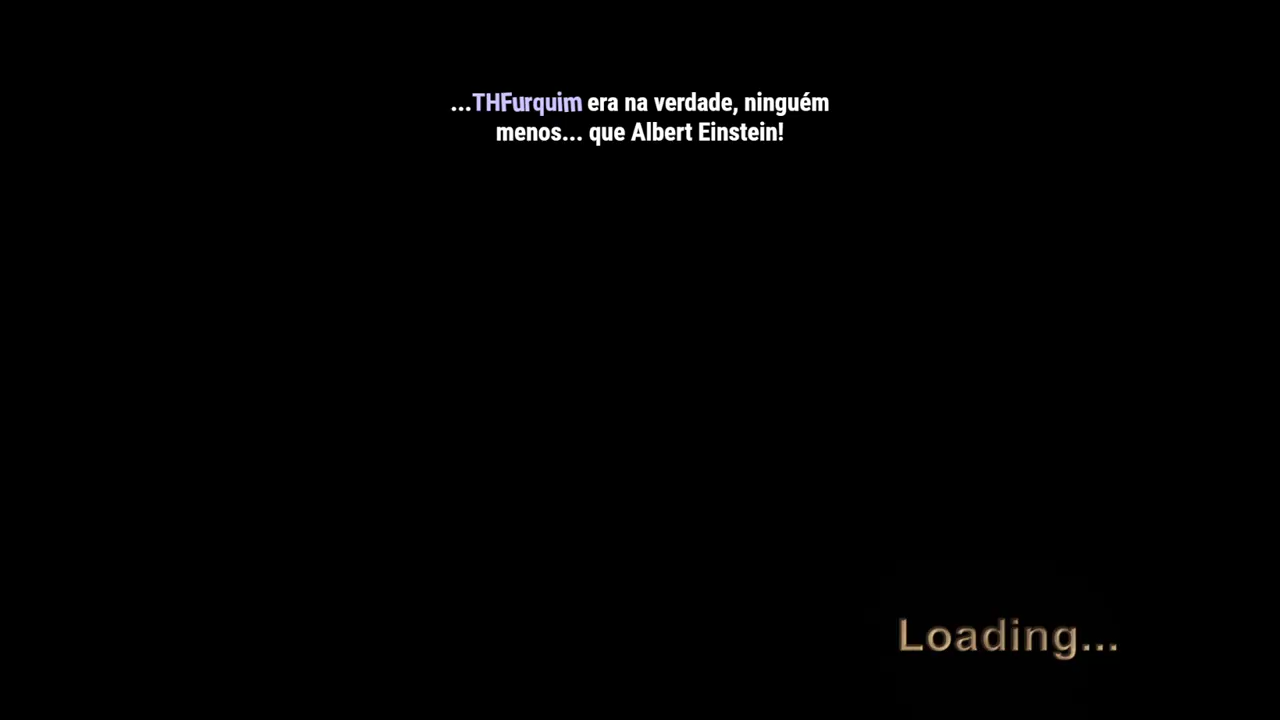 ...THFurquim era na verdade, ninguém
menos... que Albert Einstein!
Loading...